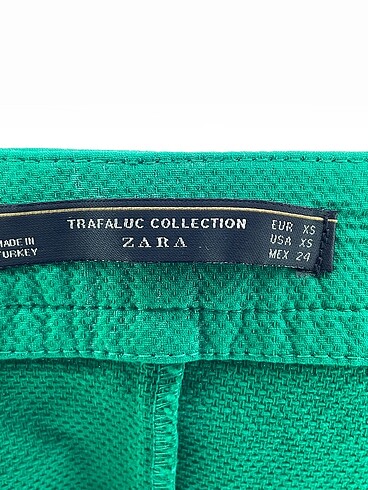 MADE IN
TURKEY
TRAFALUC COLLECTION
ZARA
EUR XS
USA XS
MEX 24